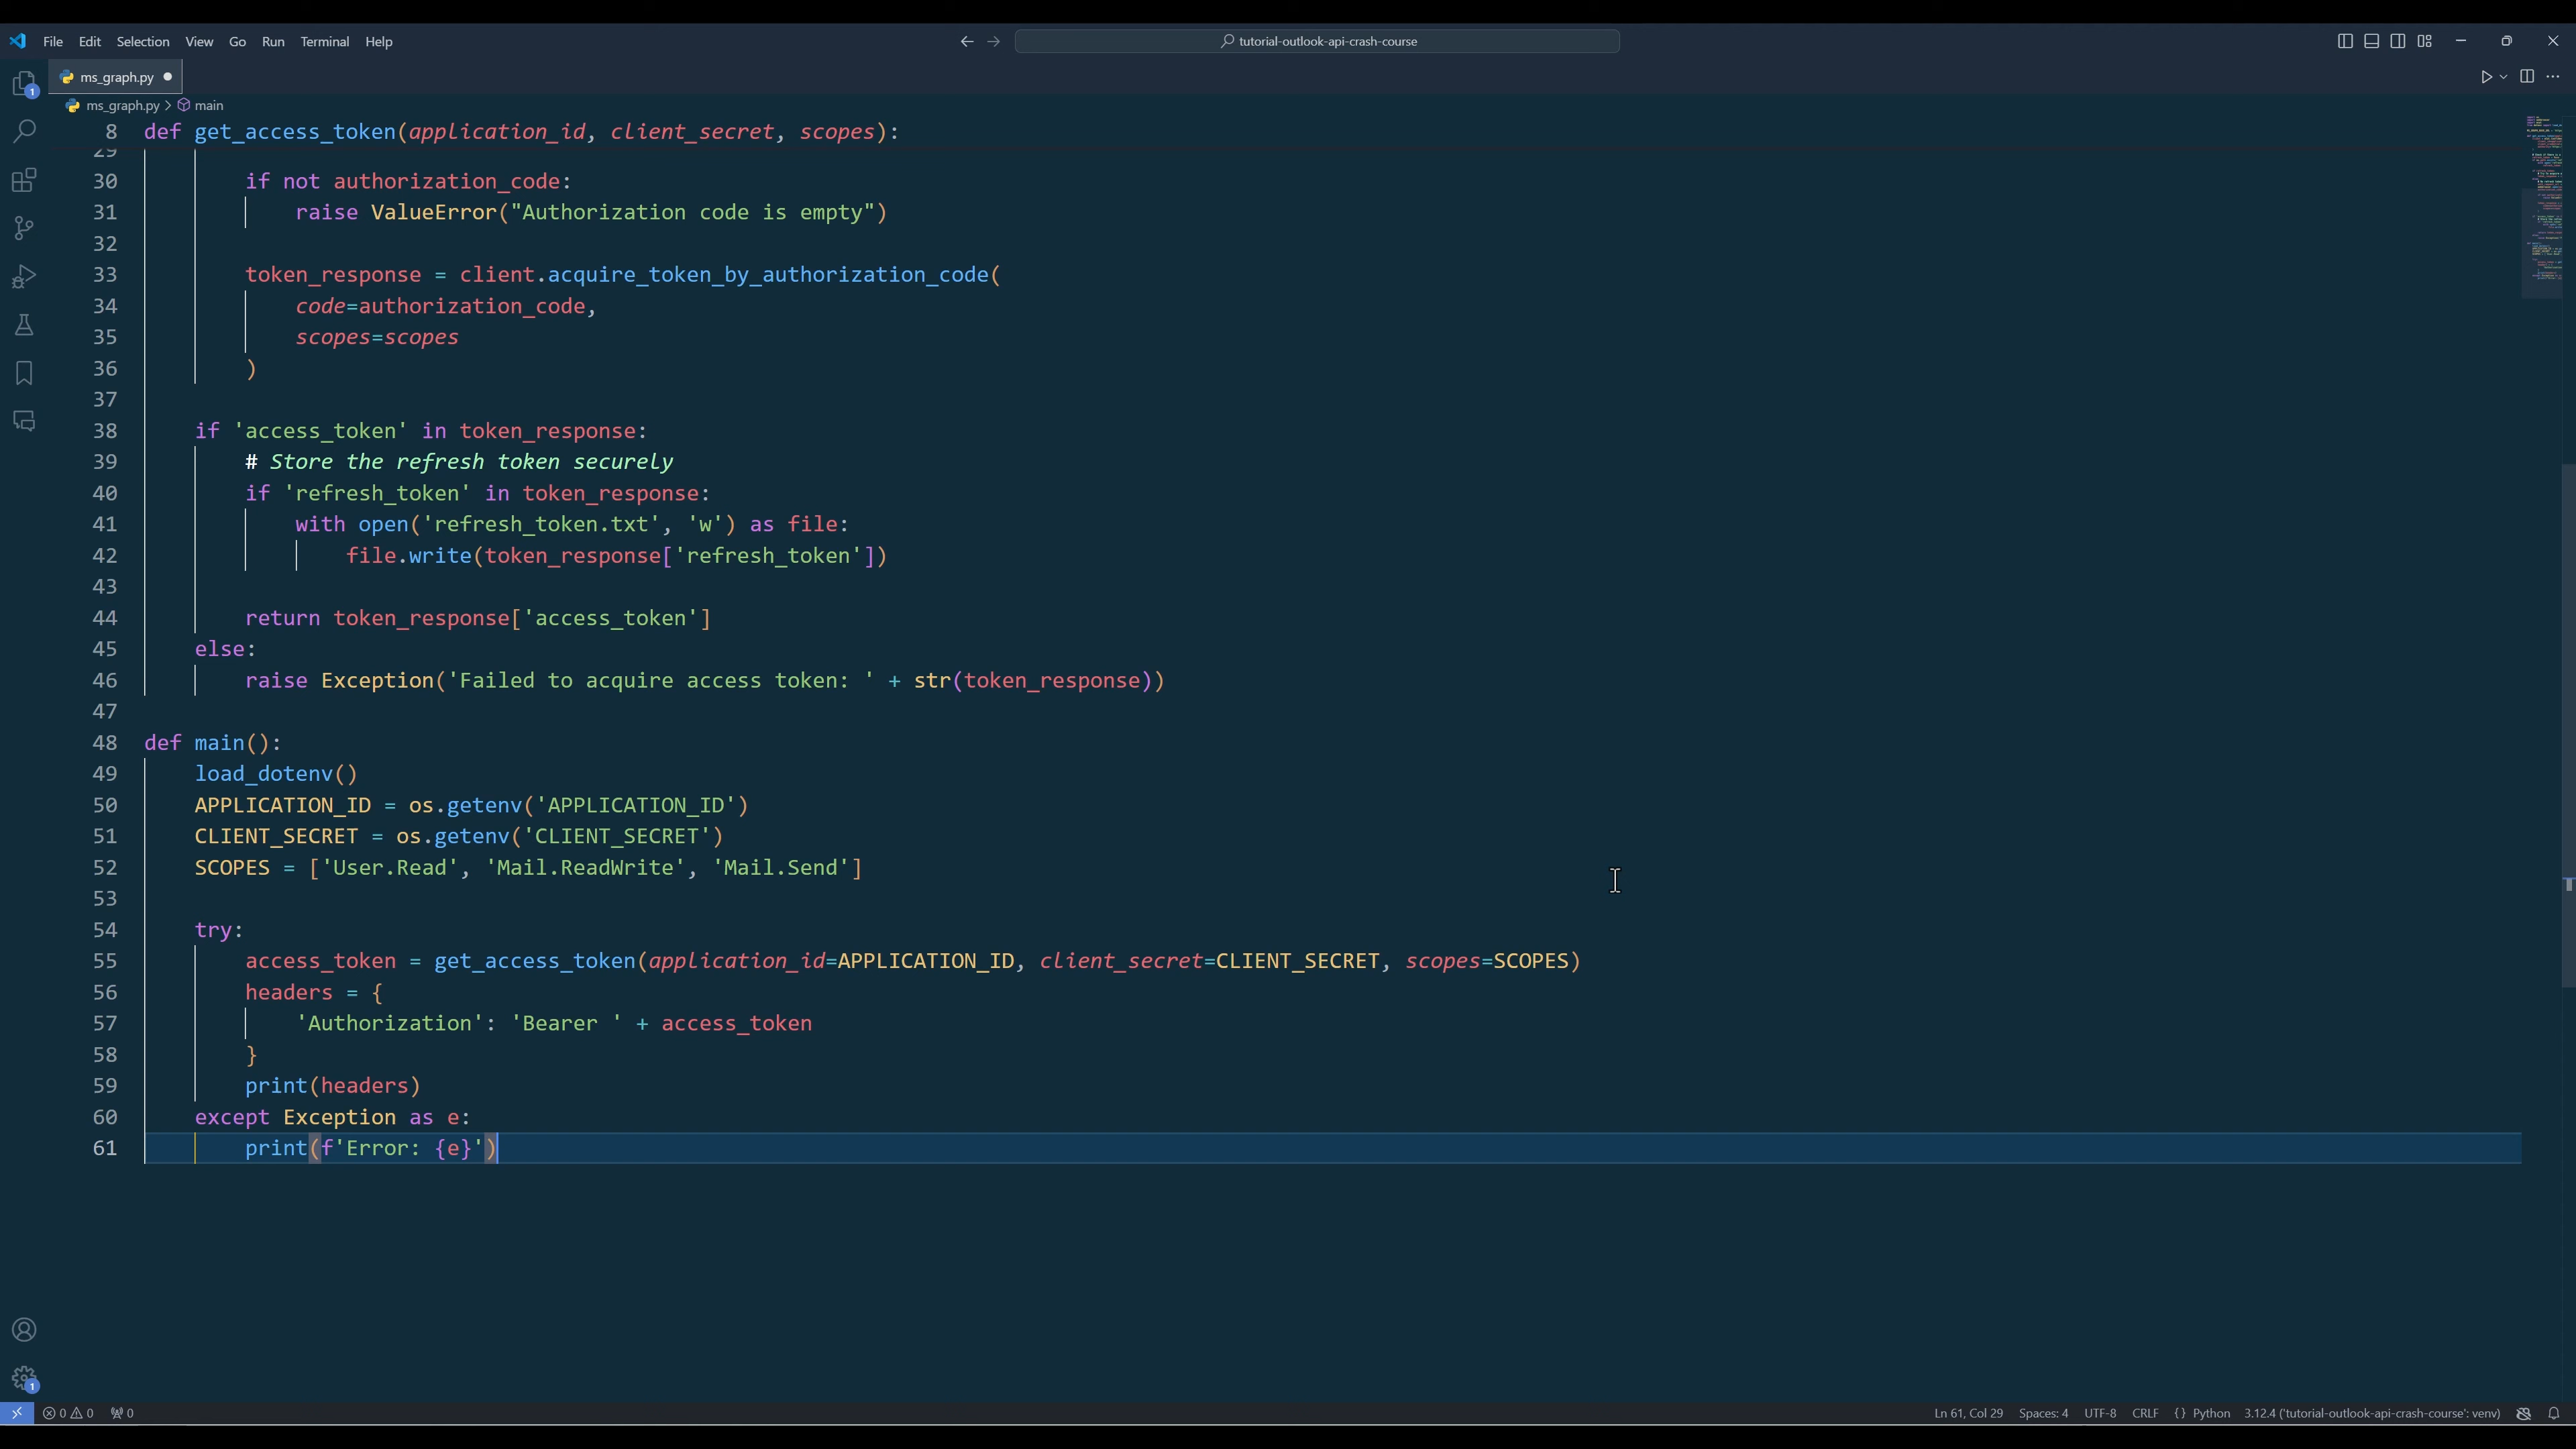 File Edit Selection View Go Run Terminal Help
tutorial-outlook-api-crash-course
ms_graph.py
ms_graph.py > main
8 def get_access_token(application_id, client_secret, scopes):
29
30 if not authorization_code:
31 raise ValueError("Authorization code is empty")
32
33 token_response = client.acquire_token_by_authorization_code(
34 code=authorization_code,
35 scopes=scopes
36 )
37
38 if 'access_token' in token_response:
39 # Store the refresh token securely
40 if 'refresh_token' in token_response:
41 with open('refresh_token.txt', 'w') as file:
42 file.write(token_response['refresh_token'])
43
44 return token_response['access_token']
45 else:
46 raise Exception('Failed to acquire access token: ' + str(token_response))
47
48 def main():
49 load_dotenv()
50 APPLICATION_ID = os.getenv('APPLICATION_ID')
51 CLIENT_SECRET = os.getenv('CLIENT_SECRET')
52 SCOPES = ['User.Read', 'Mail.ReadWrite', 'Mail.Send']
53
54 try:
55 access_token = get_access_token(application_id=APPLICATION_ID, client_secret=CLIENT_SECRET, scopes=SCOPES)
56 headers = {
57 'Authorization': 'Bearer ' + access_token
58 }
59 print(headers)
60 except Exception as e:
61 print(f'Error: {e}')
1
1
0 0 0
Ln 61, Col 29 Spaces: 4 UTF-8 CRLF {} Python 3.12.4 ('tutorial-outlook-api-crash-course': venv)